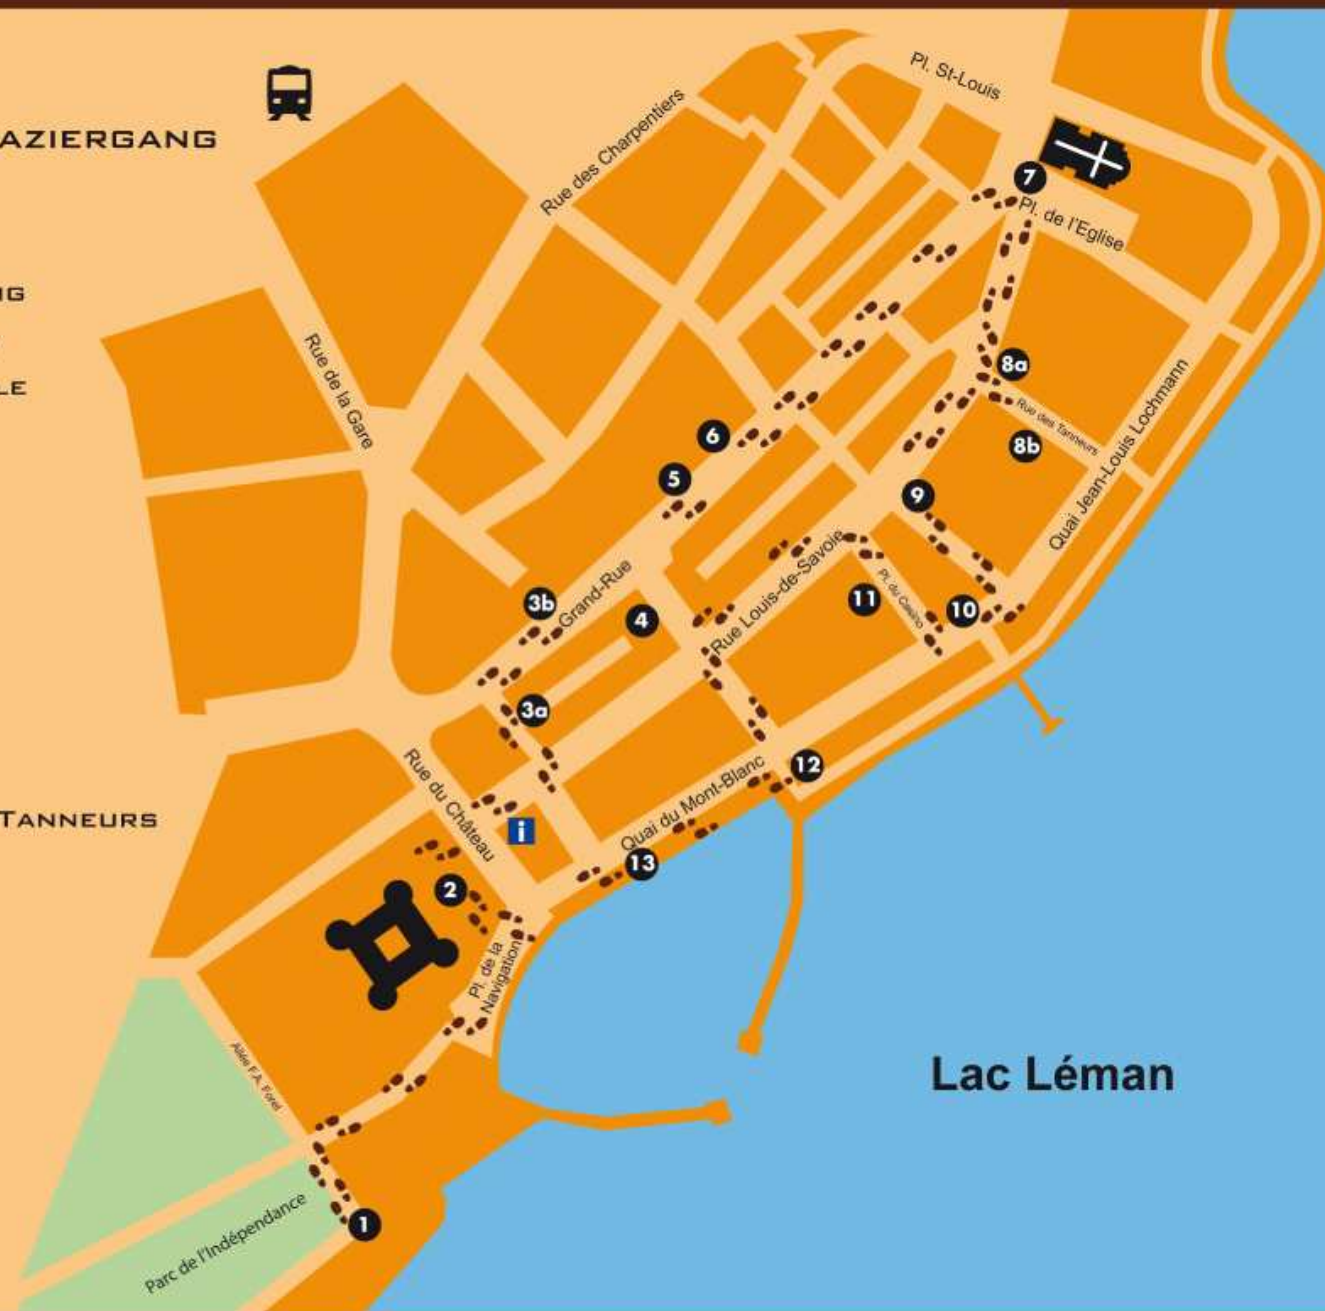 Pl. St-Louis
AZIERGANG
Rue des Charpentiers
7
Pl. de l'Eglise
NG
Rue de la Gare
8a
LE
Rue des Tanneurs
6
8b
Quai Jean-Louis Lochmann
5
9
Grand-Rue
3b
Rue Louis-de-Savoie
Pl. du Casino
11
10
4
3a
Rue du Château
12
Quai du Mont-Blanc
TANNEURS
i
13
2
Pl. de la
Navigation
Allée F.A. Forel
Lac Léman
1
Parc de l'Indépendance